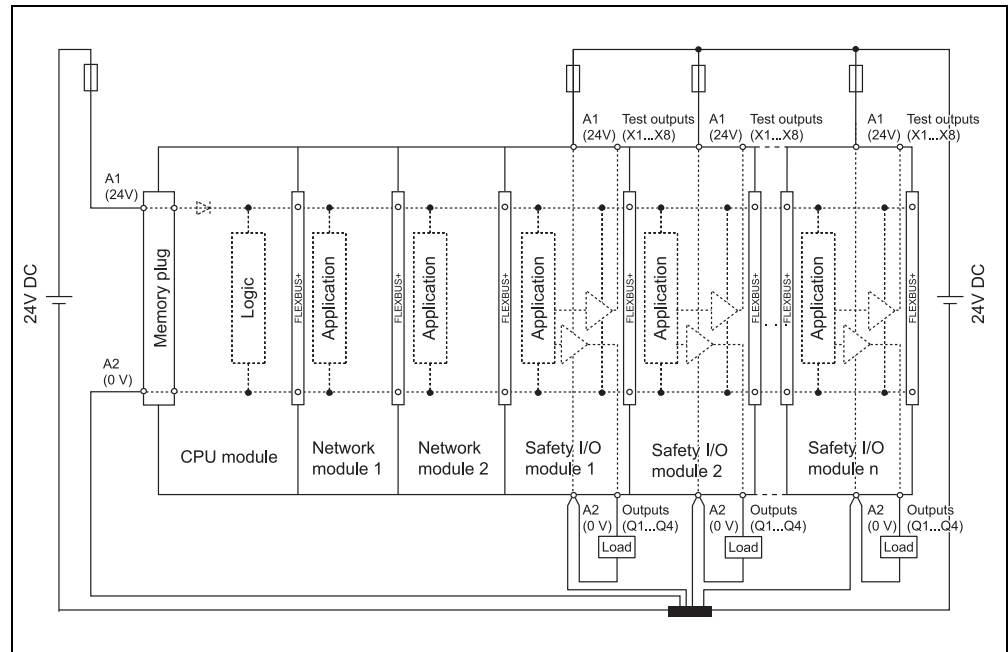 A1 Test outputs
(24V) (X1...X8)
A1 Test outputs
(24V) (X1...X8)
A1 Test outputs
(24V) (X1...X8)
A1
(24V)
24V DC
Memory plug
Logic
FLEXBUS+
Application
FLEXBUS+
Application
FLEXBUS+
Application
FLEXBUS+
Application
FLEXBUS+
Application
FLEXBUS+
24V DC
A2
(0 V)
CPU module
Network
module 1
Network
module 2
Safety I/O
module 1
Safety I/O
module 2
Safety I/O
module n
A2 Outputs
(0 V) (Q1...Q4)
Load
A2 Outputs
(0 V) (Q1...Q4)
Load
A2 Outputs
(0 V) (Q1...Q4)
Load